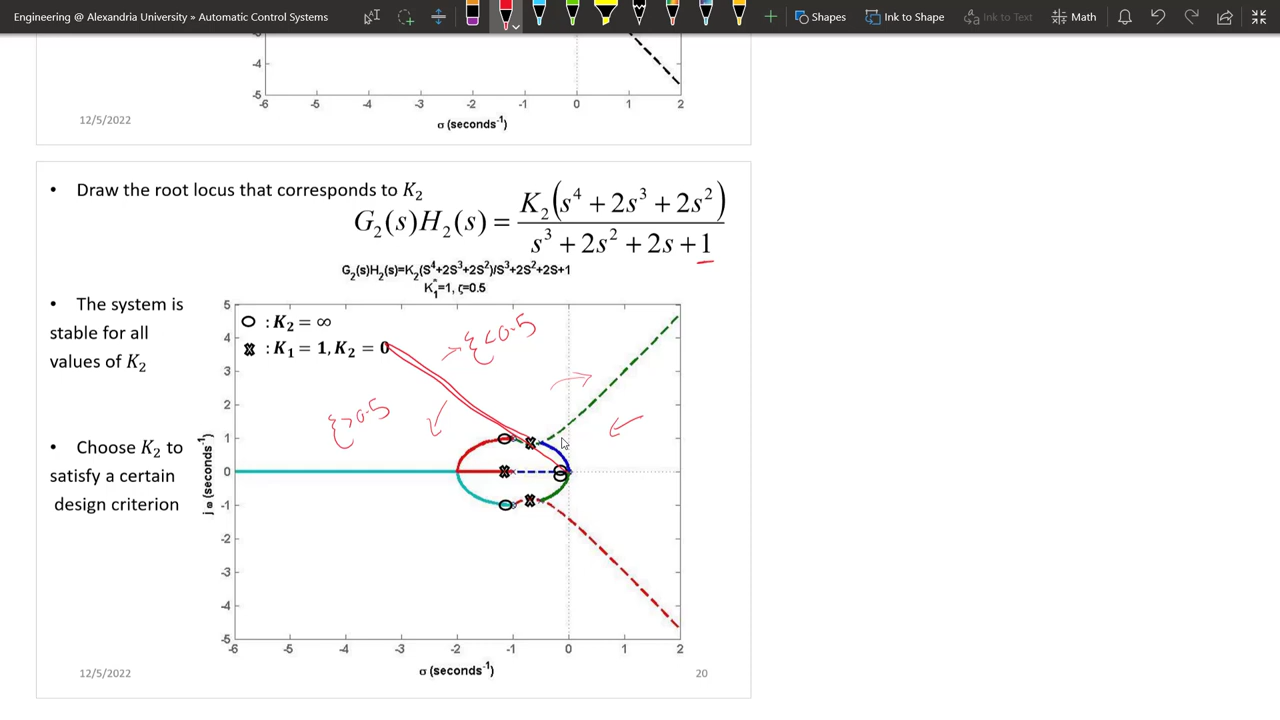 Engineering @ Alexandria University » Automatic Control Systems
Shapes
Ink to Shape
Ink to Text
Math
-4
-5
-6 -5 -4 -3 -2 -1 0 1 2
σ (seconds⁻¹)
12/5/2022
• Draw the root locus that corresponds to K₂
G₂(s)H₂(s) = K₂(s⁴ + 2s³ + 2s²) / s³ + 2s² + 2s + 1
G₂(s)H₂(s)=K₂(S⁴+2S³+2S²)/S³+2S²+2S+1
K₁*=1, ζ=0.5
• The system is
stable for all
values of K₂
• Choose K₂ to
satisfy a certain
design criterion
: K₂ = ∞
: K₁ = 1, K₂ = 0
ξ<0.5
ξ>0.5
5
4
3
2
1
0
-1
-2
-3
-4
-5
jω (seconds⁻¹)
-6 -5 -4 -3 -2 -1 0 1 2
σ (seconds⁻¹)
12/5/2022
20